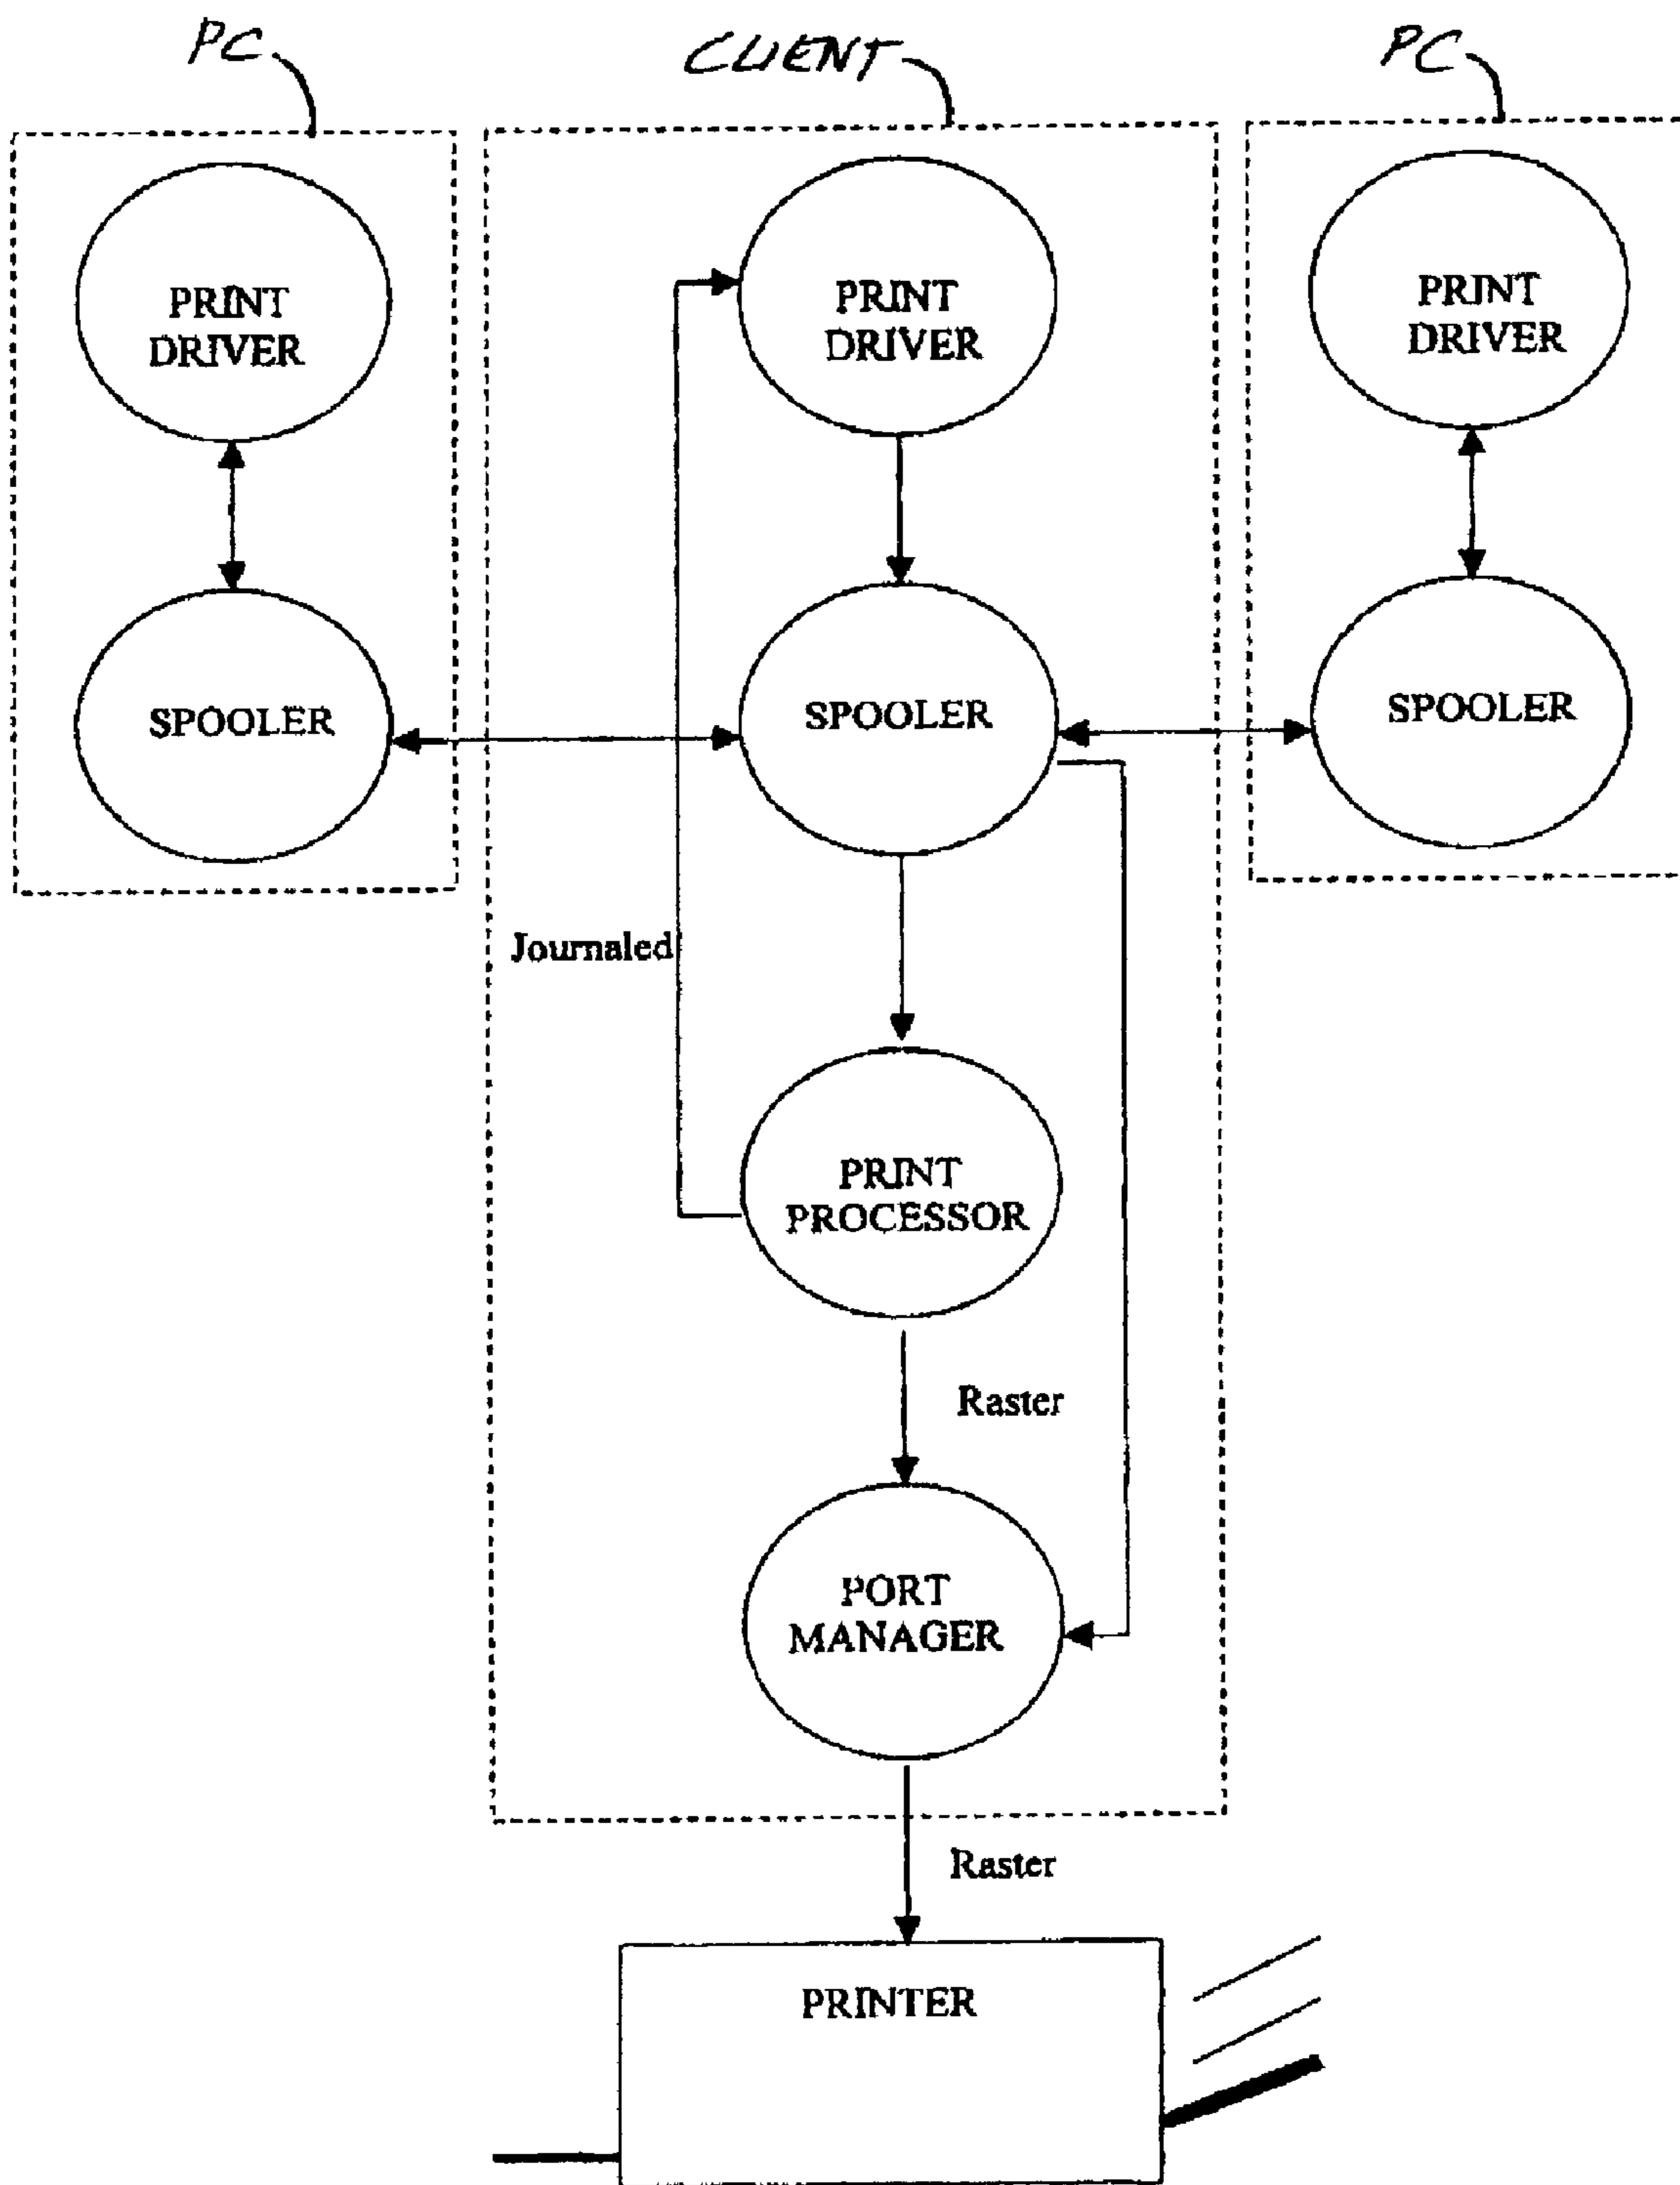 PC
CLIENT
PC
PRINT
DRIVER
PRINT
DRIVER
PRINT
DRIVER
SPOOLER
SPOOLER
SPOOLER
Journaled
PRINT
PROCESSOR
Raster
PORT
MANAGER
Raster
PRINTER